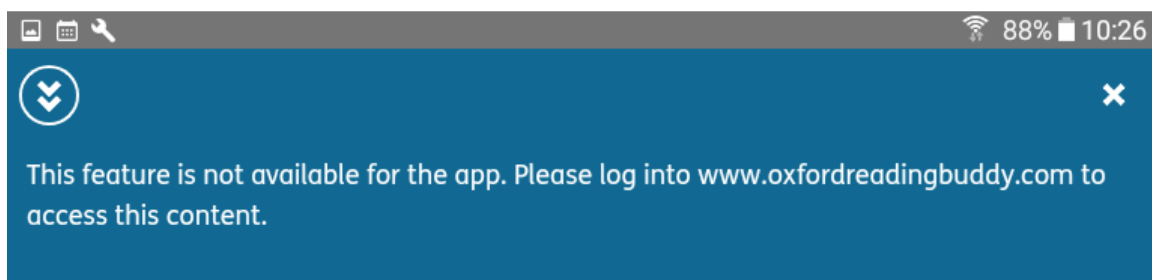 88% 10:26
This feature is not available for the app. Please log into www.oxfordreadingbuddy.com to
access this content.